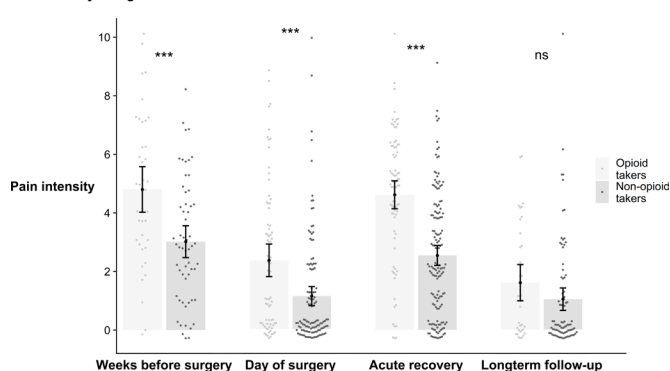 10
***
***
***
ns
8
6
Opioid
takers
Pain intensity
Non-opioid
takers
4
2
0
Weeks before surgery Day of surgery Acute recovery Longterm follow-up